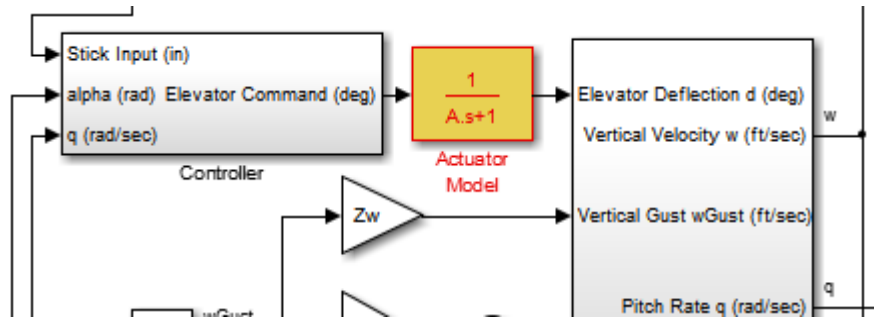 Stick Input (in)
alpha (rad) Elevator Command (deg)
q (rad/sec)
Controller
1
A.s+1
Actuator
Model
Elevator Deflection d (deg)
Vertical Velocity w (ft/sec)
w
Zw
Vertical Gust wGust (ft/sec)
q
Pitch Rate q (rad/sec)
wGust